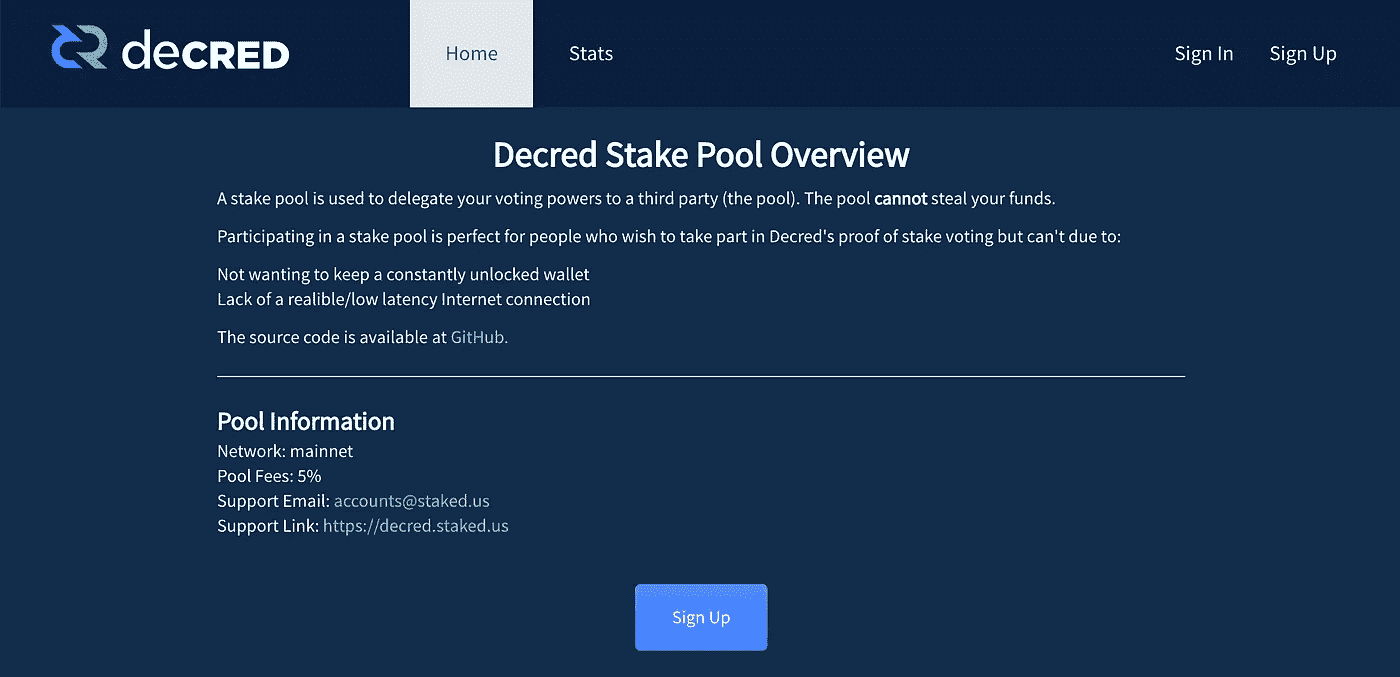 decred
Home
Stats
Sign In
Sign Up
Decred Stake Pool Overview
A stake pool is used to delegate your voting powers to a third party (the pool). The pool cannot steal your funds.
Participating in a stake pool is perfect for people who wish to take part in Decred's proof of stake voting but can't due to:
Not wanting to keep a constantly unlocked wallet
Lack of a realible/low latency Internet connection
The source code is available at GitHub.
Pool Information
Network: mainnet
Pool Fees: 5%
Support Email: accounts@staked.us
Support Link: https://decred.staked.us
Sign Up